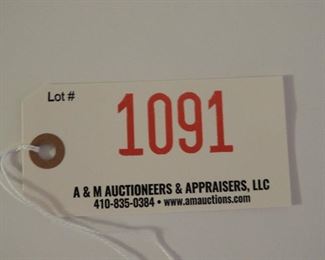 Lot #
1091
A & M AUCTIONEERS & APPRAISERS, LLC
410-835-0384 • www.amauctions.com